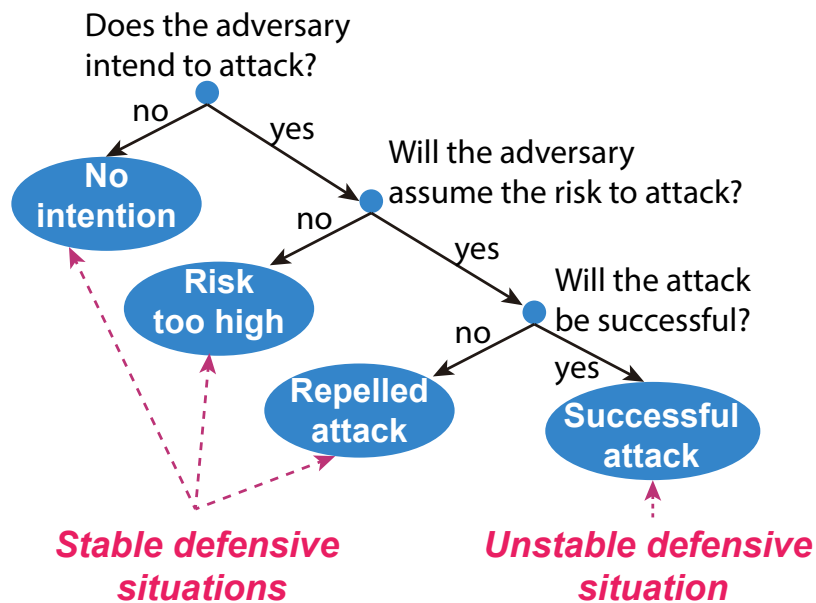 Does the adversary
intend to attack?
no
yes
No
intention
Will the adversary
assume the risk to attack?
no
yes
Risk
too high
Will the attack
be successful?
no
yes
Repelled
attack
Successful
attack
Stable defensive
situations
Unstable defensive
situation